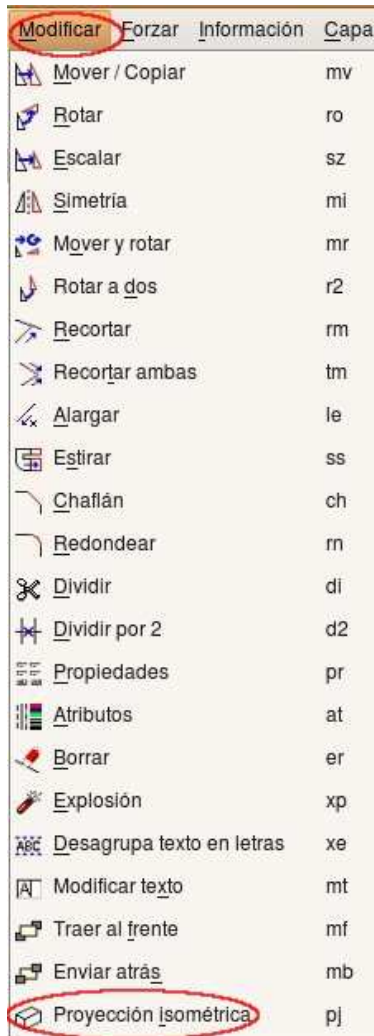 Modificar Forzar Información Capa
Mover / Copiar mv
Rotar ro
Escalar sz
Simetría mi
Mover y rotar mr
Rotar a dos r2
Recortar rm
Recortar ambas tm
Alargar le
Estirar ss
Chaflán ch
Redondear rn
Dividir di
Dividir por 2 d2
Propiedades pr
Atributos at
Borrar er
Explosión xp
ABC Desagrupa texto en letras xe
A Modificar texto mt
Traer al frente mf
Enviar atrás mb
Proyección isométrica pj